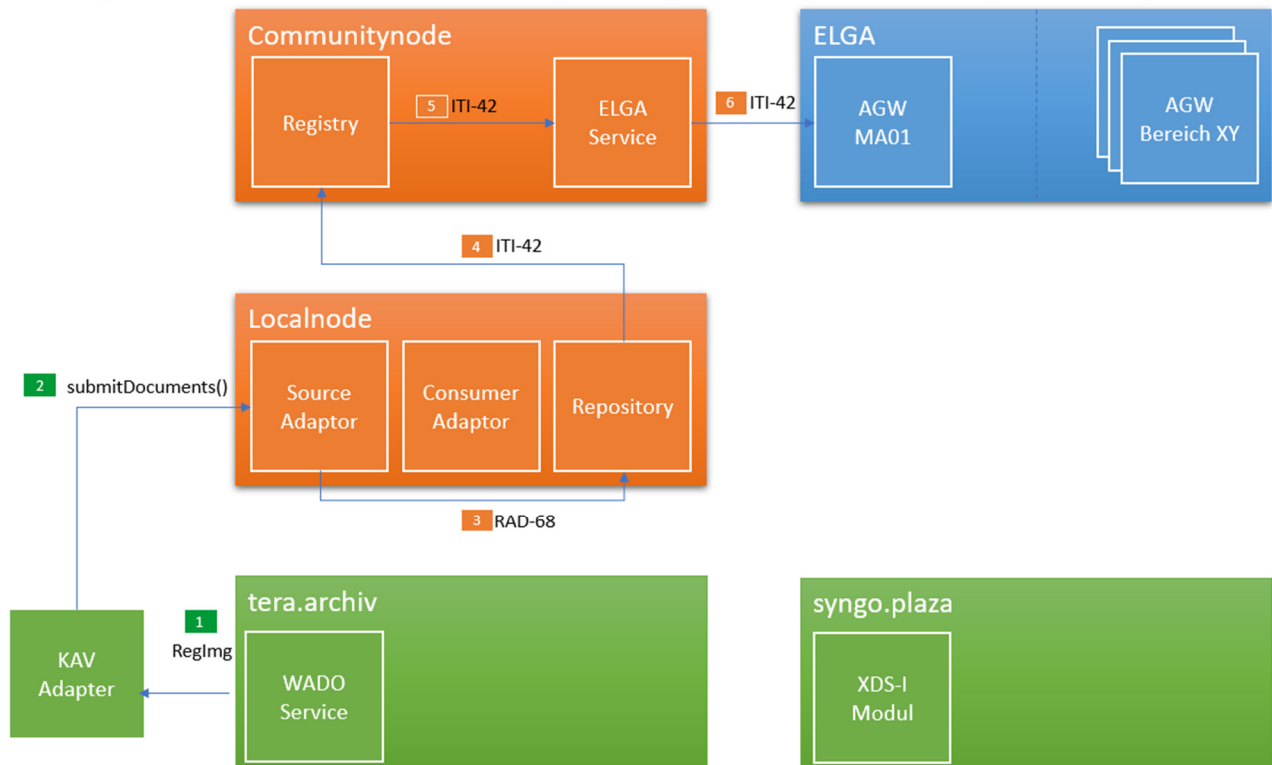 Communitynode
Registry
5 ITI-42
ELGA
Service
6 ITI-42
ELGA
AGW
MA01
AGW
Bereich XY
4 ITI-42
Localnode
2 submitDocuments()
Source
Adaptor
Consumer
Adaptor
Repository
3 RAD-68
tera.archiv
1
RegImg
KAV
Adapter
WADO
Service
syngo.plaza
XDS-I
Modul